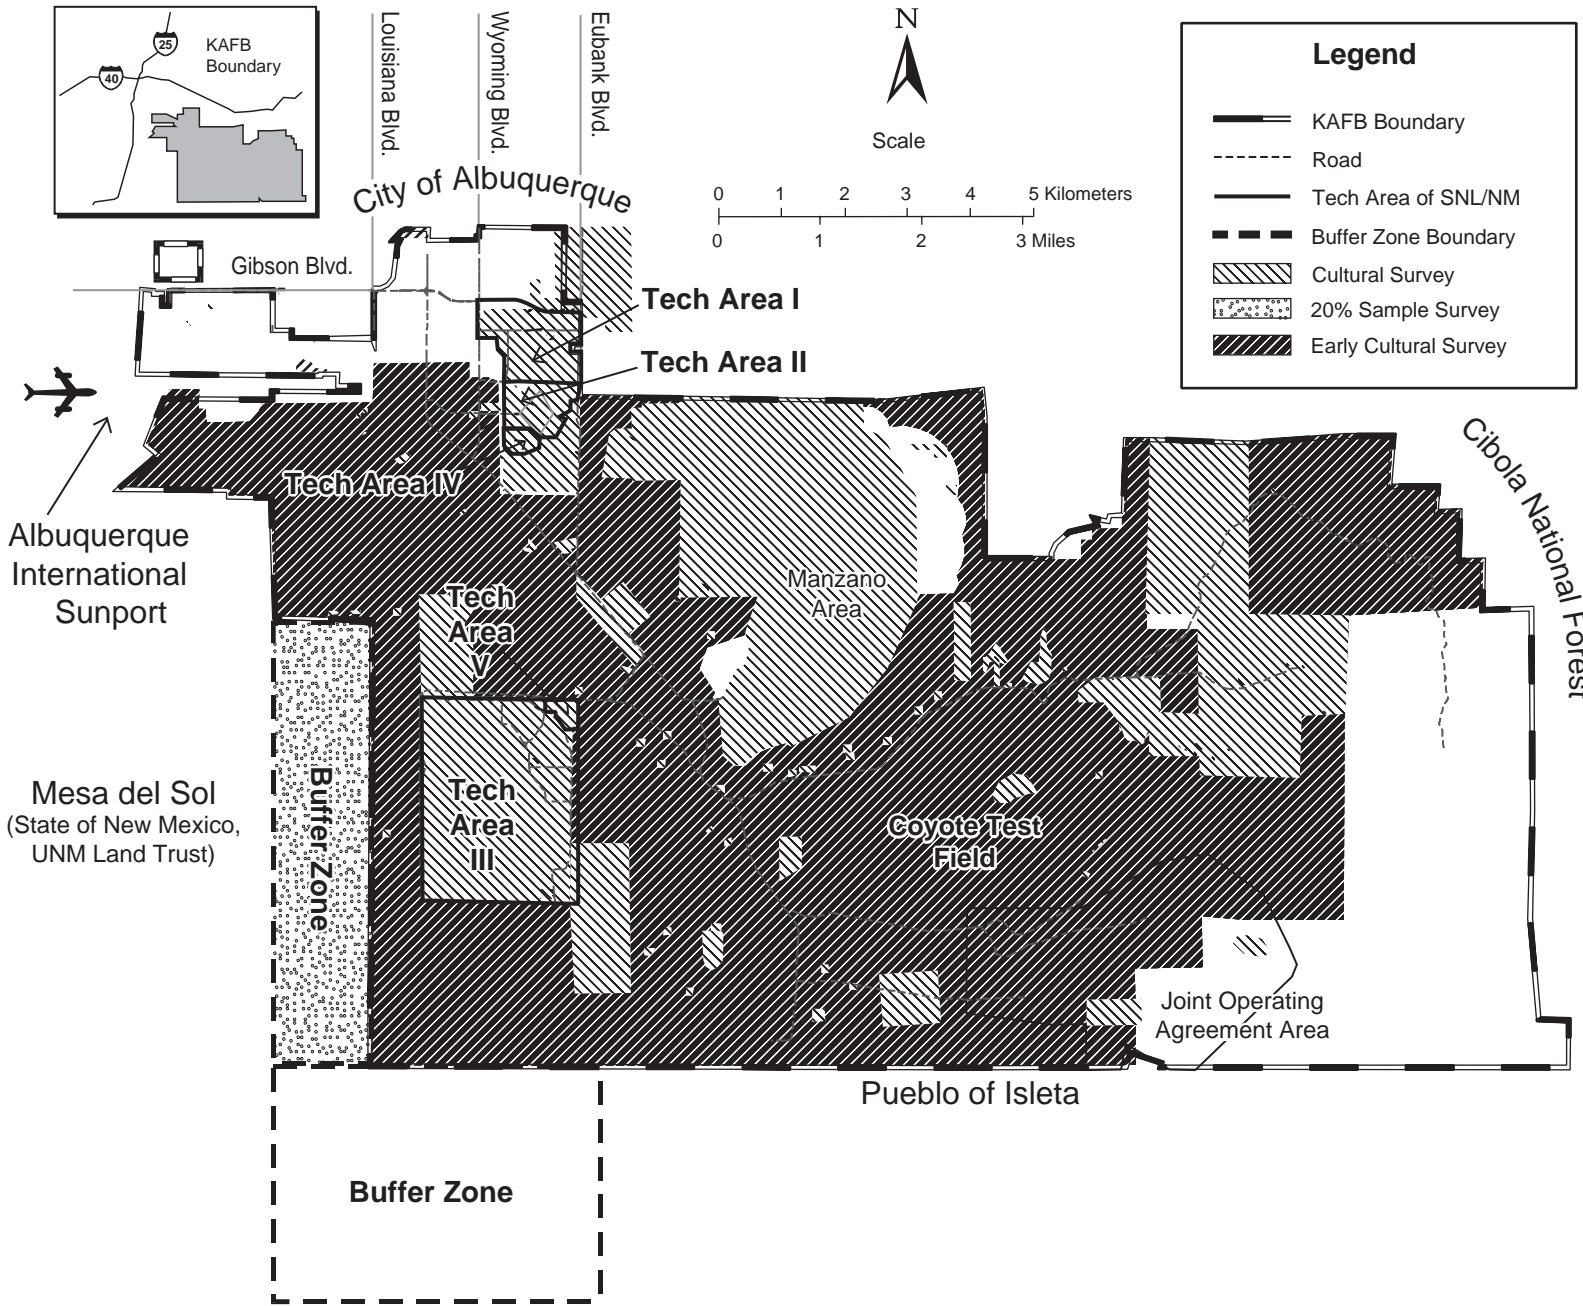 25
40
KAFB
Boundary
Louisiana Blvd.
Wyoming Blvd.
Eubank Blvd.
N
Scale
0 1 2 3 4 5 Kilometers
0 1 2 3 Miles
Legend
KAFB Boundary
Road
Tech Area of SNL/NM
Buffer Zone Boundary
Cultural Survey
20% Sample Survey
Early Cultural Survey
City of Albuquerque
Gibson Blvd.
Tech Area I
Tech Area II
Tech Area IV
Albuquerque
International
Sunport
Cibola National Forest
Manzano
Area
Tech
Area
V
Mesa del Sol
(State of New Mexico,
UNM Land Trust)
Buffer Zone
Tech
Area
III
Coyote Test
Field
Joint Operating
Agreement Area
Pueblo of Isleta
Buffer Zone